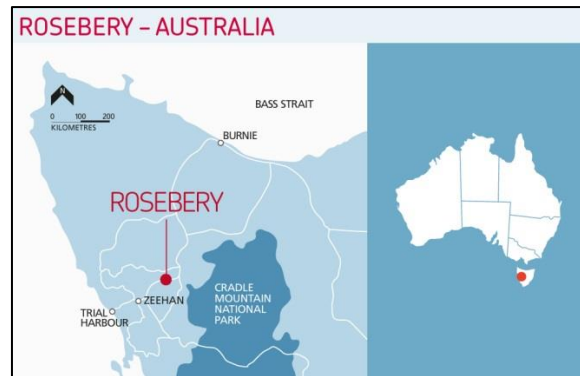 ROSEBERY – AUSTRALIA
N
0 100 200
KILOMETRES
BASS STRAIT
BURNIE
ROSEBERY
ZEEHAN
TRIAL
HARBOUR
CRADLE
MOUNTAIN
NATIONAL
PARK